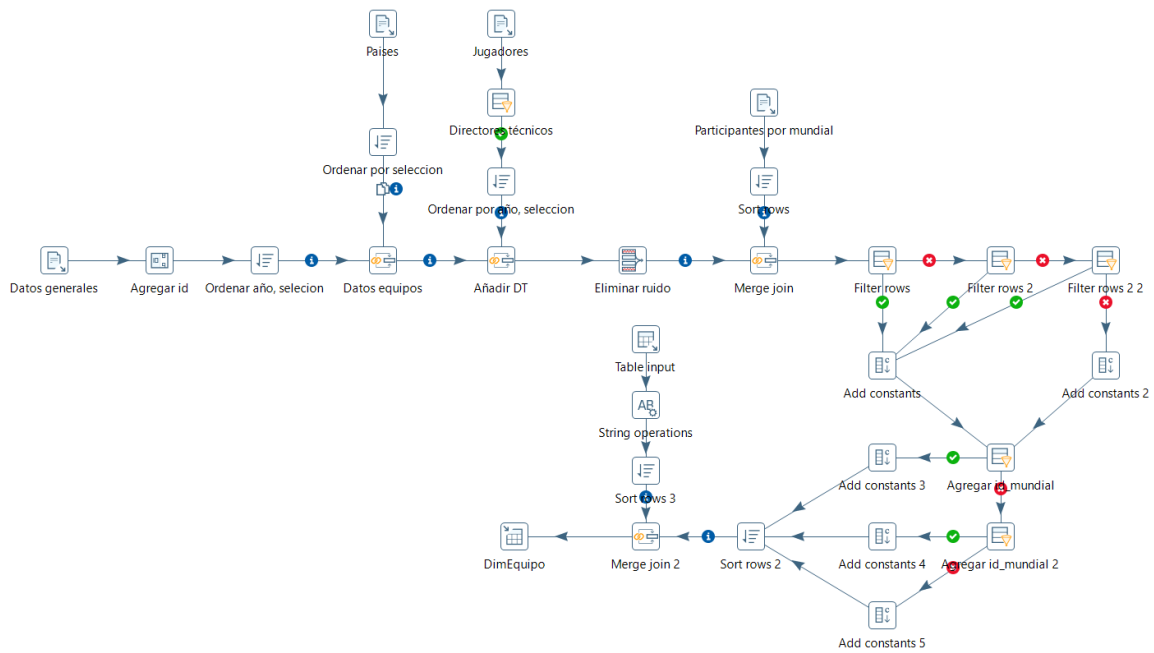 Paises
Jugadores
Directores técnicos
Participantes por mundial
Ordenar por seleccion
Ordenar por año, seleccion
Sort rows
Datos generales
Agregar id
Ordenar año, selecion
Datos equipos
Añadir DT
Eliminar ruido
Merge join
Filter rows
Filter rows 2
Filter rows 2 2
Table input
Add constants
Add constants 2
AB
String operations
Add constants 3
Agregar id_mundial
Sort rows 3
DimEquipo
Merge join 2
Sort rows 2
Add constants 4
Agregar id_mundial 2
Add constants 5